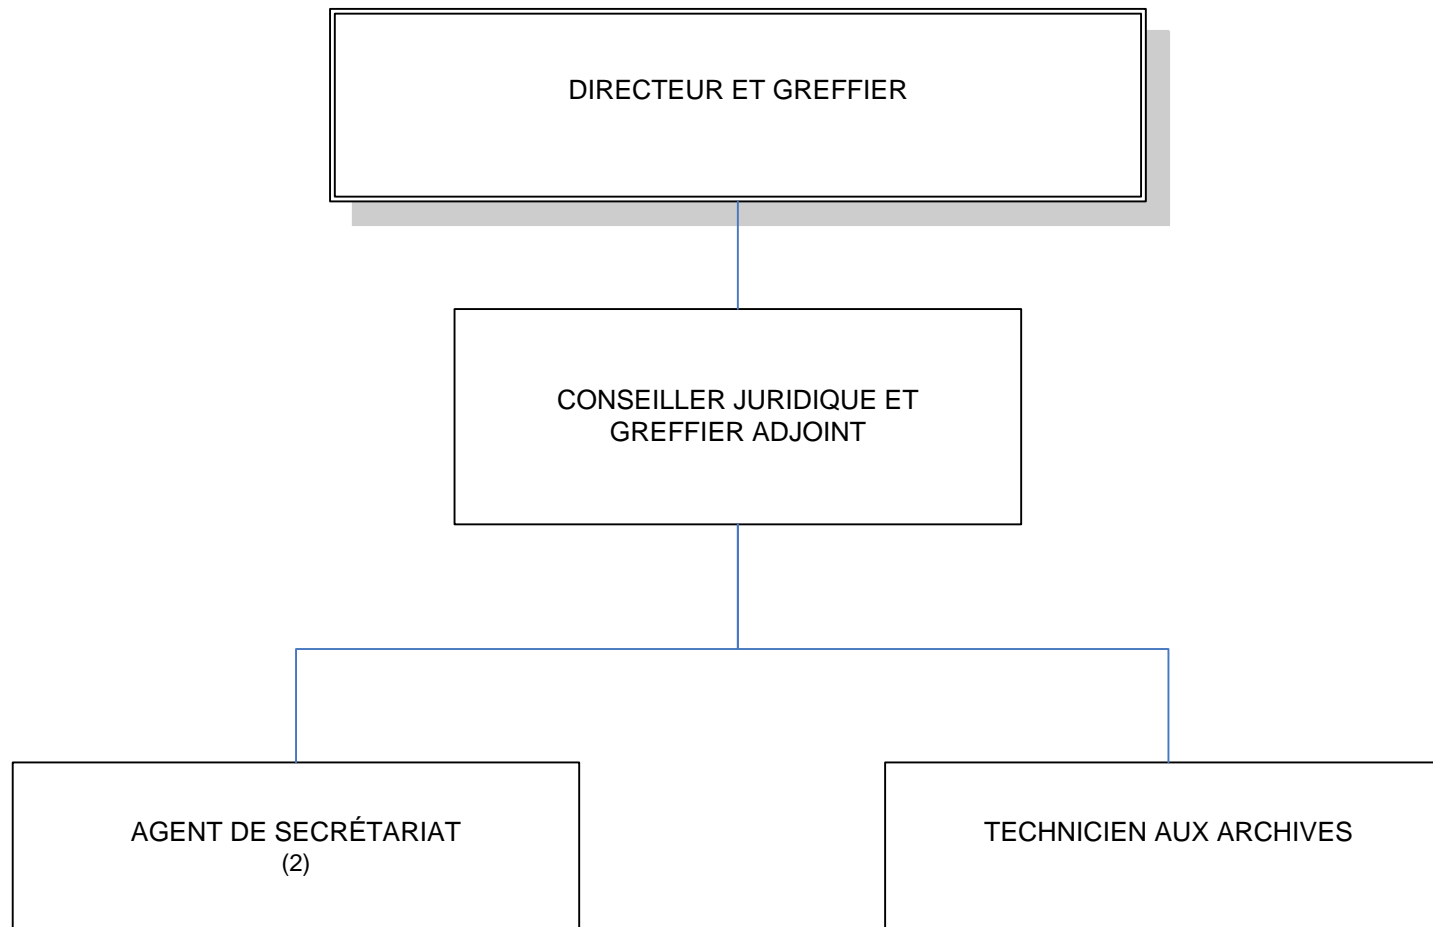 DIRECTEUR ET GREFFIER
CONSEILLER JURIDIQUE ET
GREFFIER ADJOINT
AGENT DE SECRÉTARIAT
(2)
TECHNICIEN AUX ARCHIVES